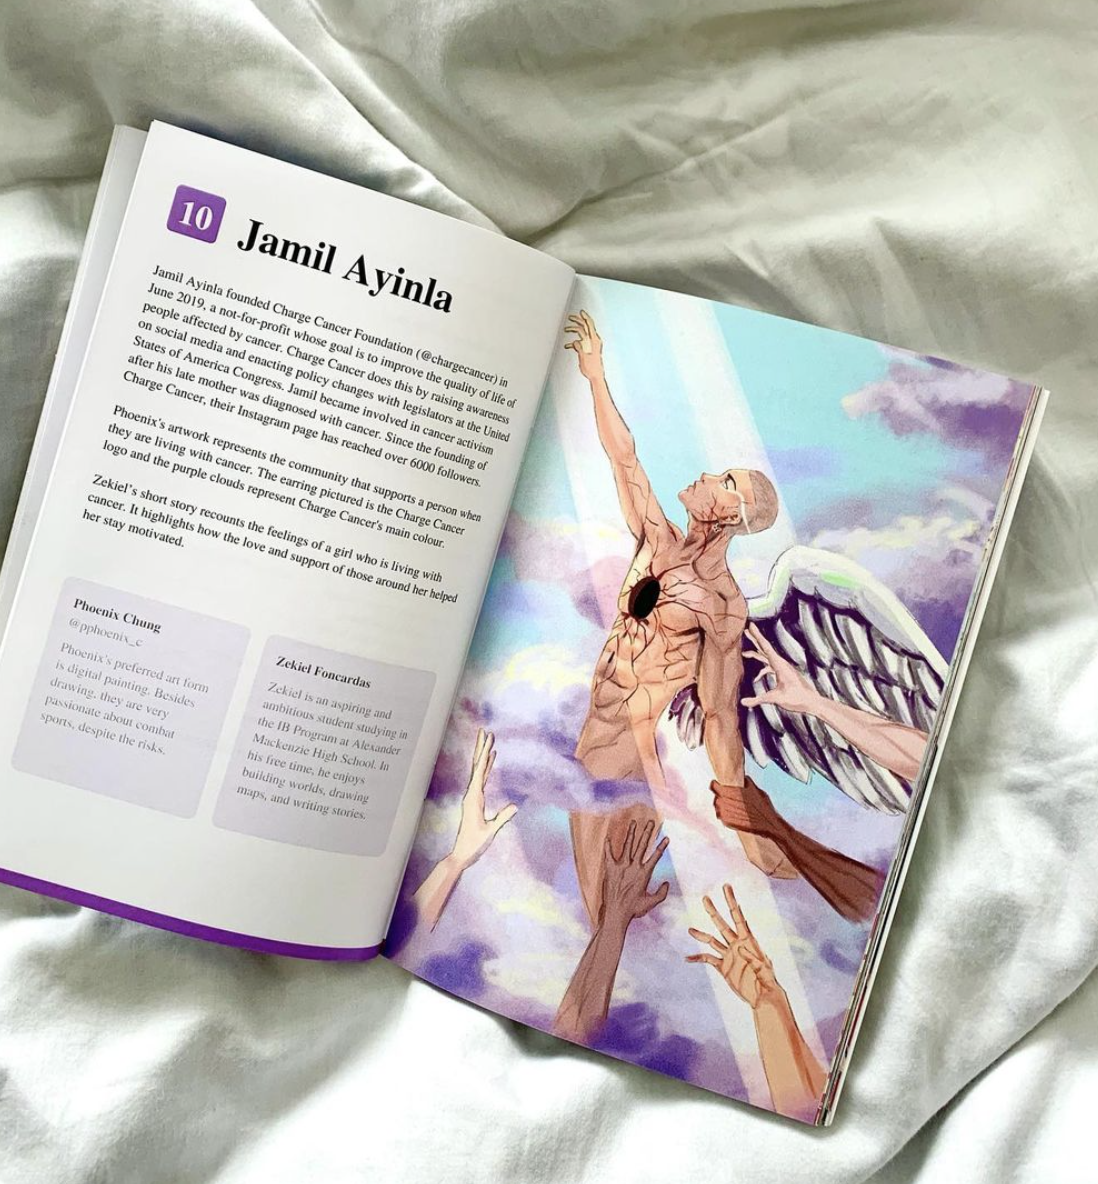 10
Jamil Ayinla
Jamil Ayinla founded Charge Cancer Foundation (@chargecancer) in
June 2019, a not-for-profit whose goal is to improve the quality of life of
people affected by cancer. Charge Cancer does this by raising awareness
on social media and enacting policy changes with legislators at the United
States of America Congress. Jamil became involved in cancer activism
after his late mother was diagnosed with cancer. Since the founding of
Charge Cancer, their Instagram page has reached over 6000 followers.
Phoenix's artwork represents the community that supports a person when
they are living with cancer. The earring pictured is the Charge Cancer
logo and the purple clouds represent Charge Cancer's main colour.
Zekiel's short story recounts the feelings of a girl who is living with
cancer. It highlights how the love and support of those around her helped
her stay motivated.
Phoenix Chung
@pphoenix_c
Phoenix's preferred art form
is digital painting. Besides
drawing, they are very
passionate about combat
sports, despite the risks.
Zekiel Foncardas
Zekiel is an aspiring and
ambitious student studying in
the IB Program at Alexander
Mackenzie High School. In
his free time, he enjoys
building worlds, drawing
maps, and writing stories.